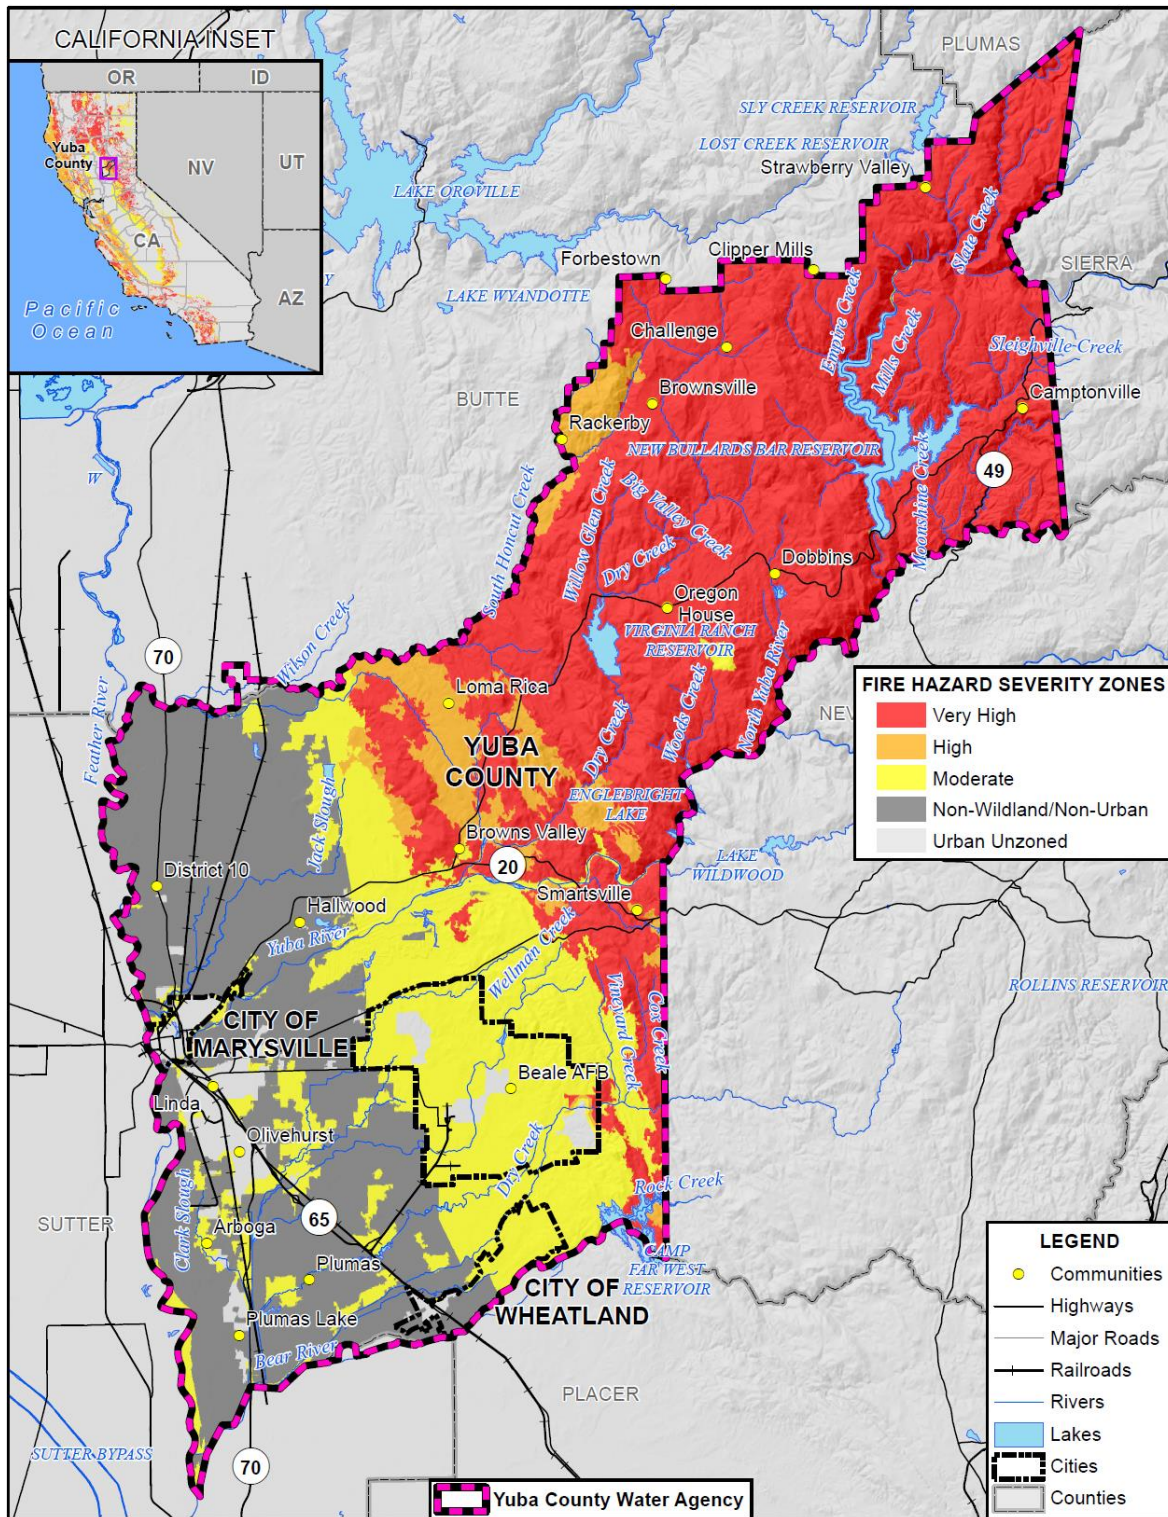 CALIFORNIA INSET
OR
ID
Yuba
County
NV
UT
CA
AZ
Pacific
Ocean
PLUMAS
SLY CREEK RESERVOIR
LOST CREEK RESERVOIR
Strawberry Valley
LAKE OROVILLE
Slate Creek
Clipper Mills
Forbestown
SIERRA
Y
LAKE WYANDOTTE
Empire Creek
Challenge
Mills Creek
Sleighville Creek
BUTTE
Brownsville
Camptonville
Rackerby
NEW BULLARDS BAR RESERVOIR
49
W
South Honcut Creek
Willow Glen Creek
Big Valley Creek
Moonshine Creek
Dry Creek
Dobbins
Oregon
House
VIRGINIA RANCH
RESERVOIR
Wilson Creek
70
Feather River
Loma Rica
Woods Creek
North Yuba River
Dry Creek
YUBA
COUNTY
NEV
FIRE HAZARD SEVERITY ZONES
Very High
High
Moderate
Non-Wildland/Non-Urban
Urban Unzoned
ENGLEBRIGHT
LAKE
Jack Slough
Browns Valley
20
LAKE
WILDWOOD
District 10
Smartsville
Hallwood
Yuba River
Wellman Creek
ROLLINS RESERVOIR
Vineyard Creek
Cox Creek
CITY OF
MARYSVILLE
Beale AFB
Linda
Olivehurst
Dry Creek
Rock Creek
Clark Slough
SUTTER
65
Arboga
Plumas
CAMP
FAR WEST
RESERVOIR
CITY OF
WHEATLAND
Plumas Lake
Bear River
PLACER
SUTTER BYPASS
70
LEGEND
Communities
Highways
Major Roads
Railroads
Rivers
Lakes
Cities
Counties
Yuba County Water Agency